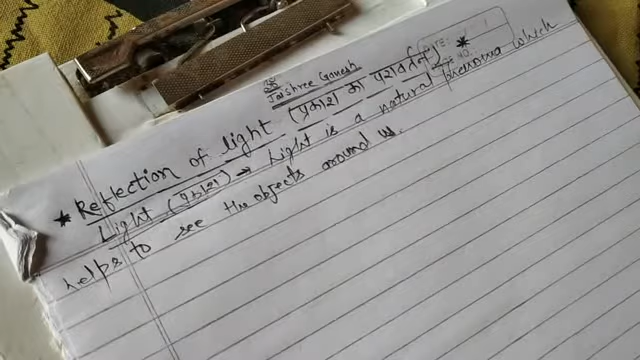 Jaishree Ganesh
* Reflection of light (प्रकाश का परावर्तन) *
Light (प्रकाश) → Light is a natural phenoma which
helps to see the objects around us.